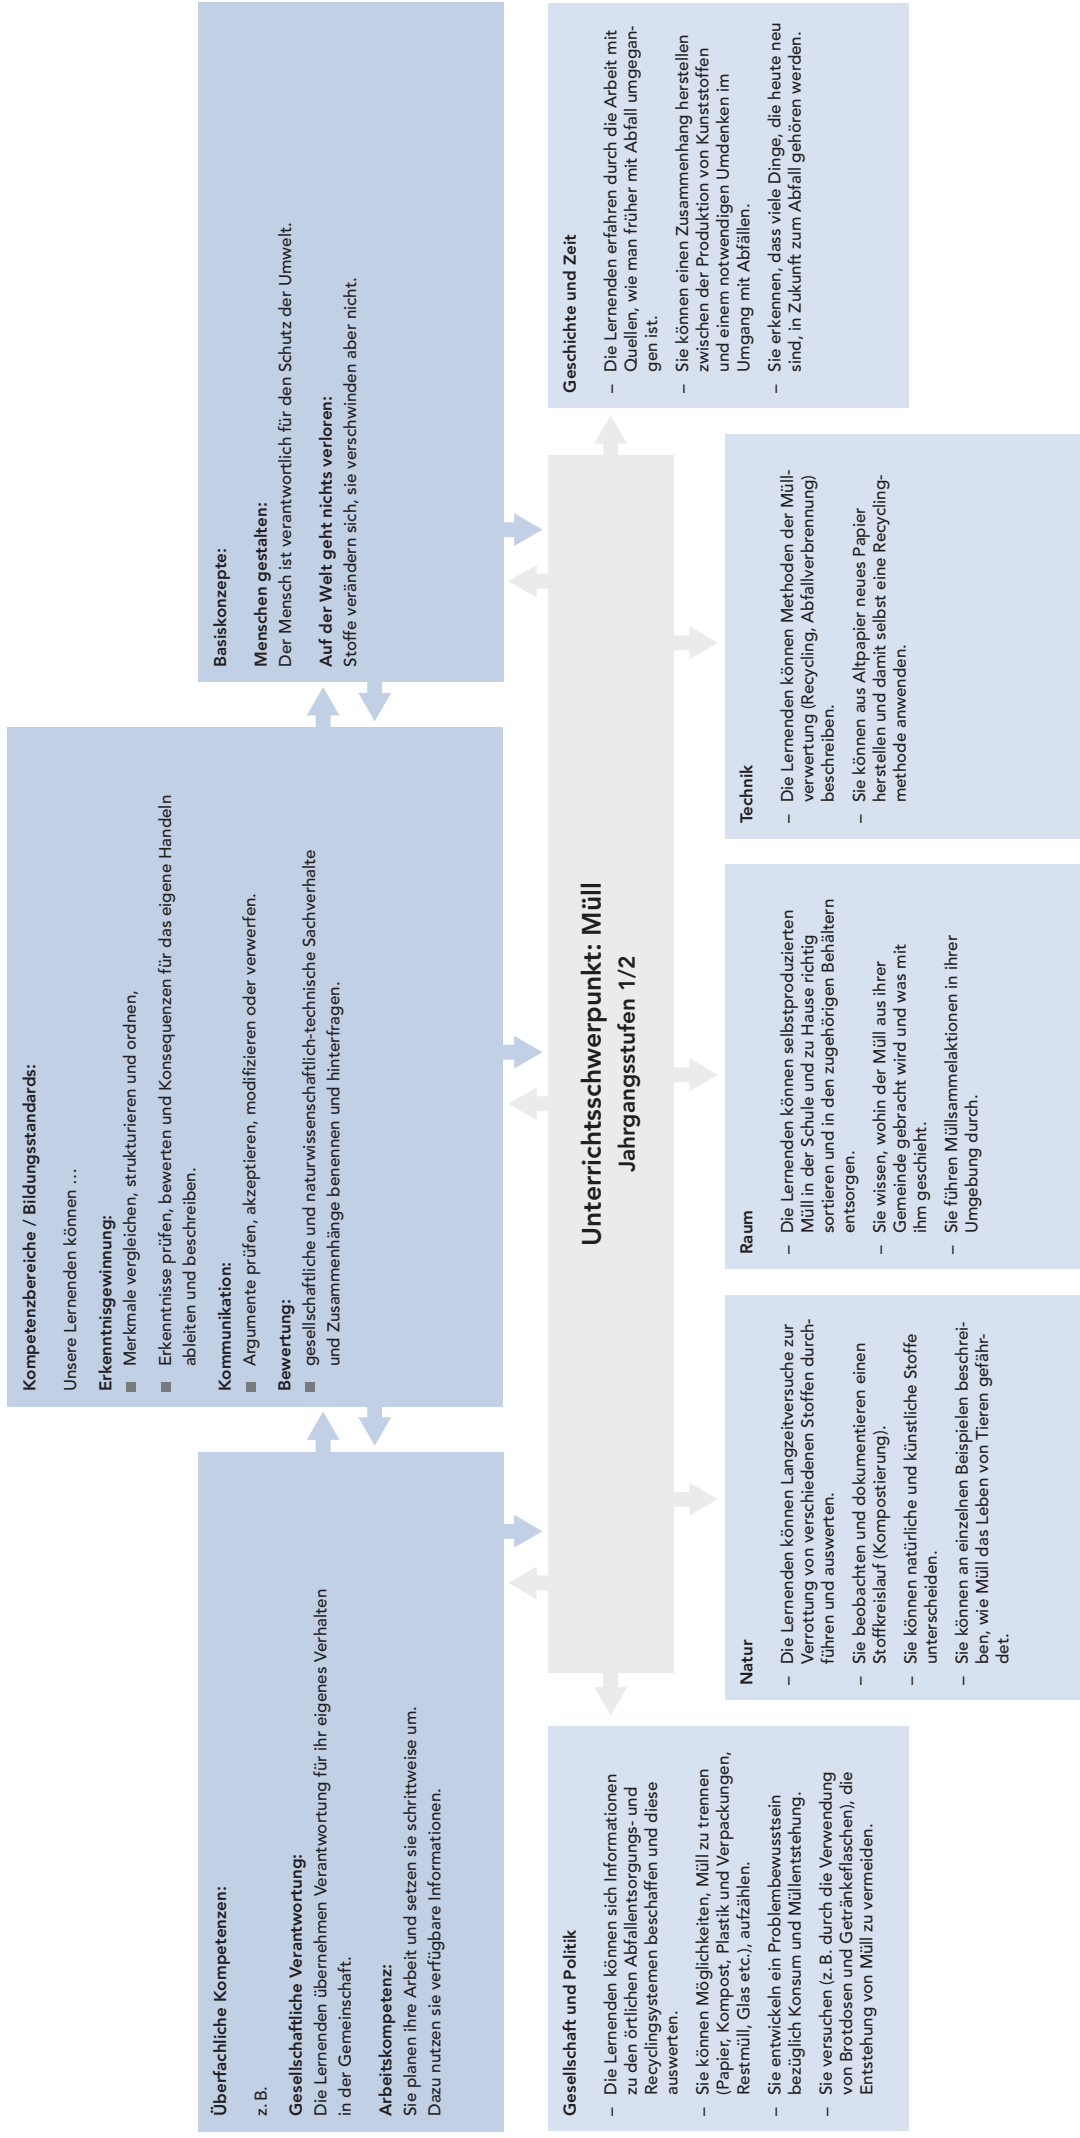 Überfachliche Kompetenzen:
z. B.
Gesellschaftliche Verantwortung:
Die Lernenden übernehmen Verantwortung für ihr eigenes Verhalten
in der Gemeinschaft.
Arbeitskompetenz:
Sie planen ihre Arbeit und setzen sie schrittweise um.
Dazu nutzen sie verfügbare Informationen.
Kompetenzbereiche / Bildungsstandards:
Unsere Lernenden können …
Erkenntnisgewinnung:
■ Merkmale vergleichen, strukturieren und ordnen,
■ Erkenntnisse prüfen, bewerten und Konsequenzen für das eigene Handeln
ableiten und beschreiben.
Kommunikation:
■ Argumente prüfen, akzeptieren, modifizieren oder verwerfen.
Bewertung:
■ gesellschaftliche und naturwissenschaftlich-technische Sachverhalte
und Zusammenhänge benennen und hinterfragen.
Basiskonzepte:
Menschen gestalten:
Der Mensch ist verantwortlich für den Schutz der Umwelt.
Auf der Welt geht nichts verloren:
Stoffe verändern sich, sie verschwinden aber nicht.
Unterrichtsschwerpunkt: Müll
Jahrgangsstufen 1/2
Gesellschaft und Politik
– Die Lernenden können sich Informationen
zu den örtlichen Abfallentsorgungs- und
Recyclingsystemen beschaffen und diese
auswerten.
– Sie können Möglichkeiten, Müll zu trennen
(Papier, Kompost, Plastik und Verpackungen,
Restmüll, Glas etc.), aufzählen.
– Sie entwickeln ein Problembewusstsein
bezüglich Konsum und Müllentstehung.
– Sie versuchen (z. B. durch die Verwendung
von Brotdosen und Getränkeflaschen), die
Entstehung von Müll zu vermeiden.
Natur
– Die Lernenden können Langzeitversuche zur
Verrottung von verschiedenen Stoffen durch-
führen und auswerten.
– Sie beobachten und dokumentieren einen
Stoffkreislauf (Kompostierung).
– Sie können natürliche und künstliche Stoffe
unterscheiden.
– Sie können an einzelnen Beispielen beschrei-
ben, wie Müll das Leben von Tieren gefähr-
det.
Raum
– Die Lernenden können selbstproduzierten
Müll in der Schule und zu Hause richtig
sortieren und in den zugehörigen Behältern
entsorgen.
– Sie wissen, wohin der Müll aus ihrer
Gemeinde gebracht wird und was mit
ihm geschieht.
– Sie führen Müllsammelaktionen in ihrer
Umgebung durch.
Technik
– Die Lernenden können Methoden der Müll-
verwertung (Recycling, Abfallverbrennung)
beschreiben.
– Sie können aus Altpapier neues Papier
herstellen und damit selbst eine Recycling-
methode anwenden.
Geschichte und Zeit
– Die Lernenden erfahren durch die Arbeit mit
Quellen, wie man früher mit Abfall umgegan-
gen ist.
– Sie können einen Zusammenhang herstellen
zwischen der Produktion von Kunststoffen
und einem notwendigen Umdenken im
Umgang mit Abfällen.
– Sie erkennen, dass viele Dinge, die heute neu
sind, in Zukunft zum Abfall gehören werden.